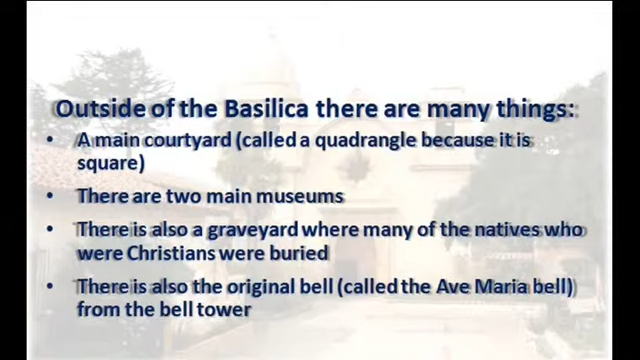 Outside of the Basilica there are many things:
• A main courtyard (called a quadrangle because it is
square)
• There are two main museums
• There is also a graveyard where many of the natives who
were Christians were buried
• There is also the original bell (called the Ave Maria bell)
from the bell tower